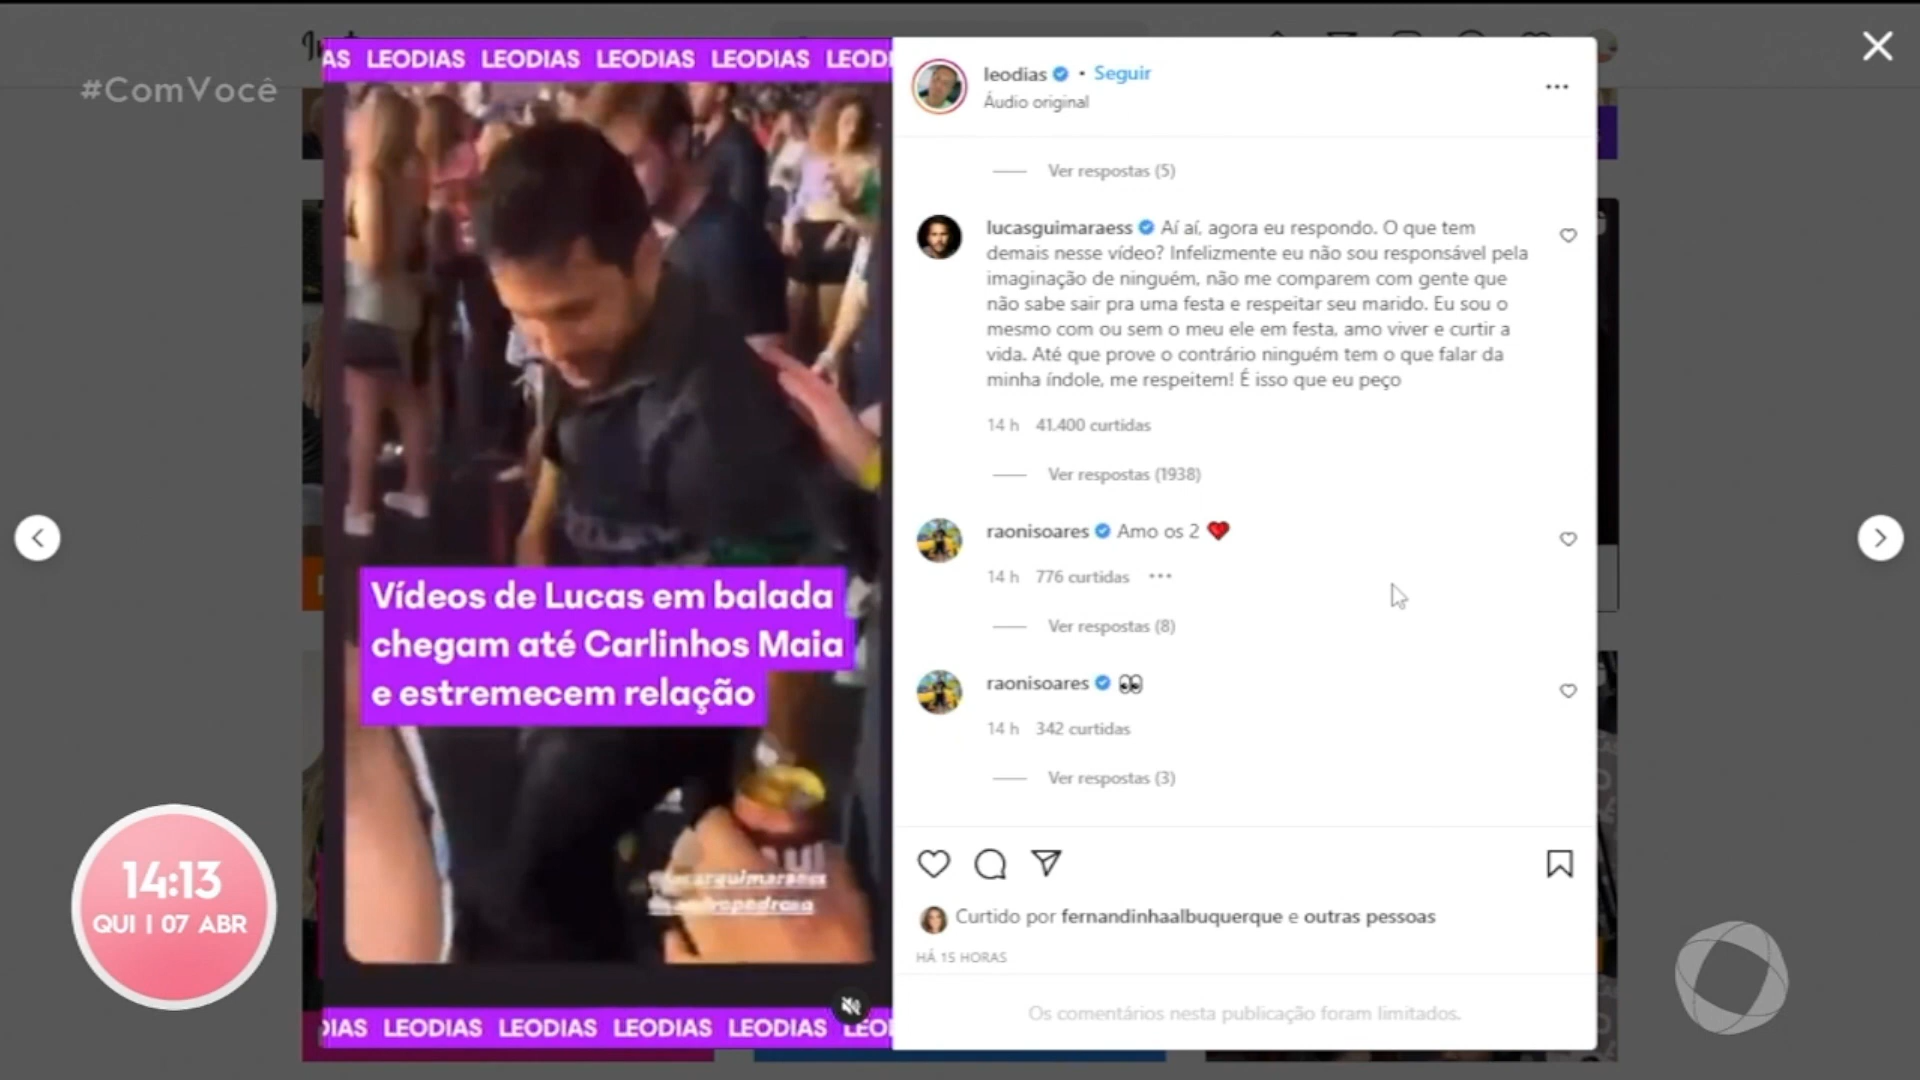 LEODIAS LEODIAS LEODIAS LEODIAS
#ComVocê
leodias • Seguir
Áudio original
Ver respostas (5)
lucasguimaraess Aí aí, agora eu respondo. O que tem
demais nesse vídeo? Infelizmente eu não sou responsável pela
imaginação de ninguém, não me comparem com gente que
não sabe sair pra uma festa e respeitar seu marido. Eu sou o
mesmo com ou sem o meu ele em festa, amo viver e curtir a
vida. Até que prove o contrário ninguém tem o que falar da
minha índole, me respeitem! É isso que eu peço
14 h 41.400 curtidas
Ver respostas (1938)
raonisoares Amo os 2 ❤️
14 h 776 curtidas •••
Ver respostas (8)
raonisoares 👀
14 h 342 curtidas
Ver respostas (3)
Vídeos de Lucas em balada
chegam até Carlinhos Maia
e estremecem relação
14:13
QUI | 07 ABR
Curtido por fernandinhaalbuquerque e outras pessoas
HÁ 15 HORAS
Os comentários nesta publicação foram limitados.
LEODIAS LEODIAS LEODIAS LEODIAS